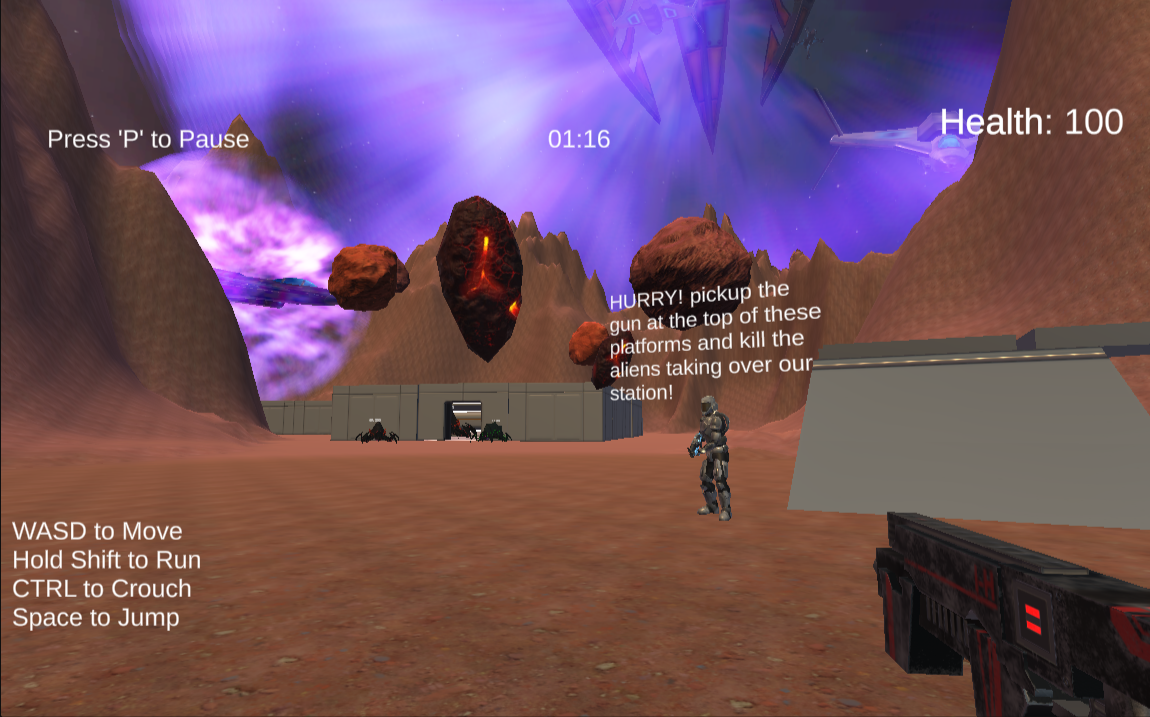 Press 'P' to Pause
01:16
Health: 100
HURRY! pickup the
gun at the top of these
platforms and kill the
aliens taking over our
station!
WASD to Move
Hold Shift to Run
CTRL to Crouch
Space to Jump